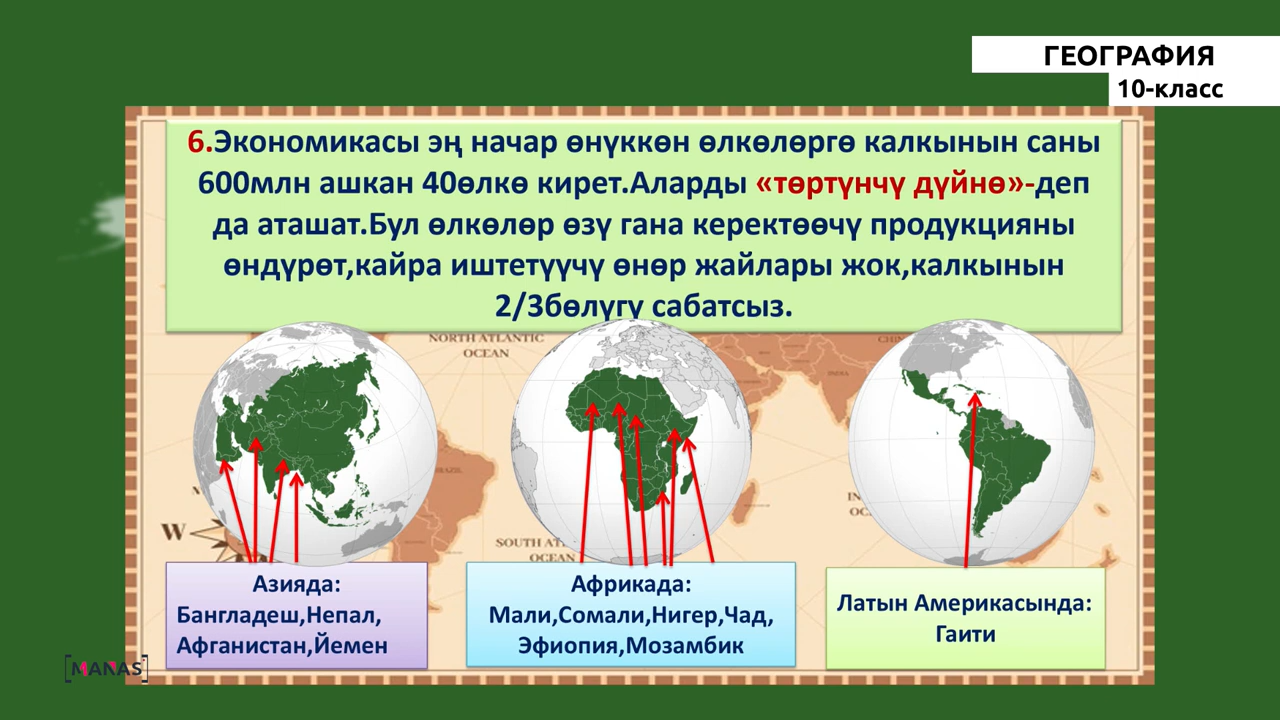 ГЕОГРАФИЯ
10-класс
6.Экономикасы эң начар өнүккөн өлкөлөргө калкынын саны
600млн ашкан 40өлкө кирет.Аларды «төртүнчү дүйнө»-деп
да аташат.Бул өлкөлөр өзү гана керектөөчү продукцияны
өндүрөт,кайра иштетүүчү өнөр жайлары жок,калкынын
2/3бөлүгү сабатсыз.
NORTH ATLANTIC
OCEAN
INDIA
BRAZIL
W
SOUTH AT
OCEAN
Азияда:
Бангладеш,Непал,
Афганистан,Йемен
Африкада:
Мали,Сомали,Нигер,Чад,
Эфиопия,Мозамбик
Латын Америкасында:
Гаити
MANAS